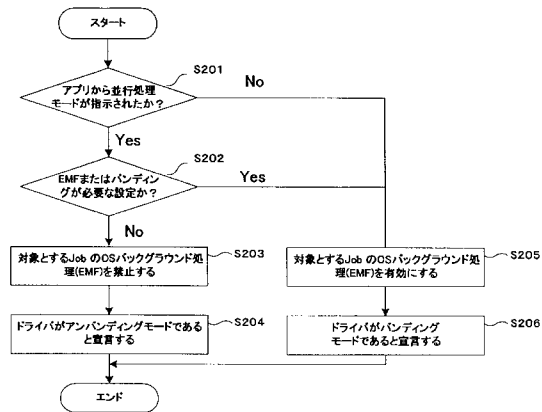 スタート
アプリから並行処理
モードが指示されたか？
S201
No
Yes
EMFまたはバンディン
グが必要な設定か？
S202
Yes
No
対象とするJob のOSバックグラウンド処
理(EMF)を禁止する
S203
対象とするJob のOSバックグラウンド処
理(EMF)を有効にする
S205
ドライバがアンバンディングモードである
と宣言する
S204
ドライバがバンディング
モードであると宣言する
S206
エンド